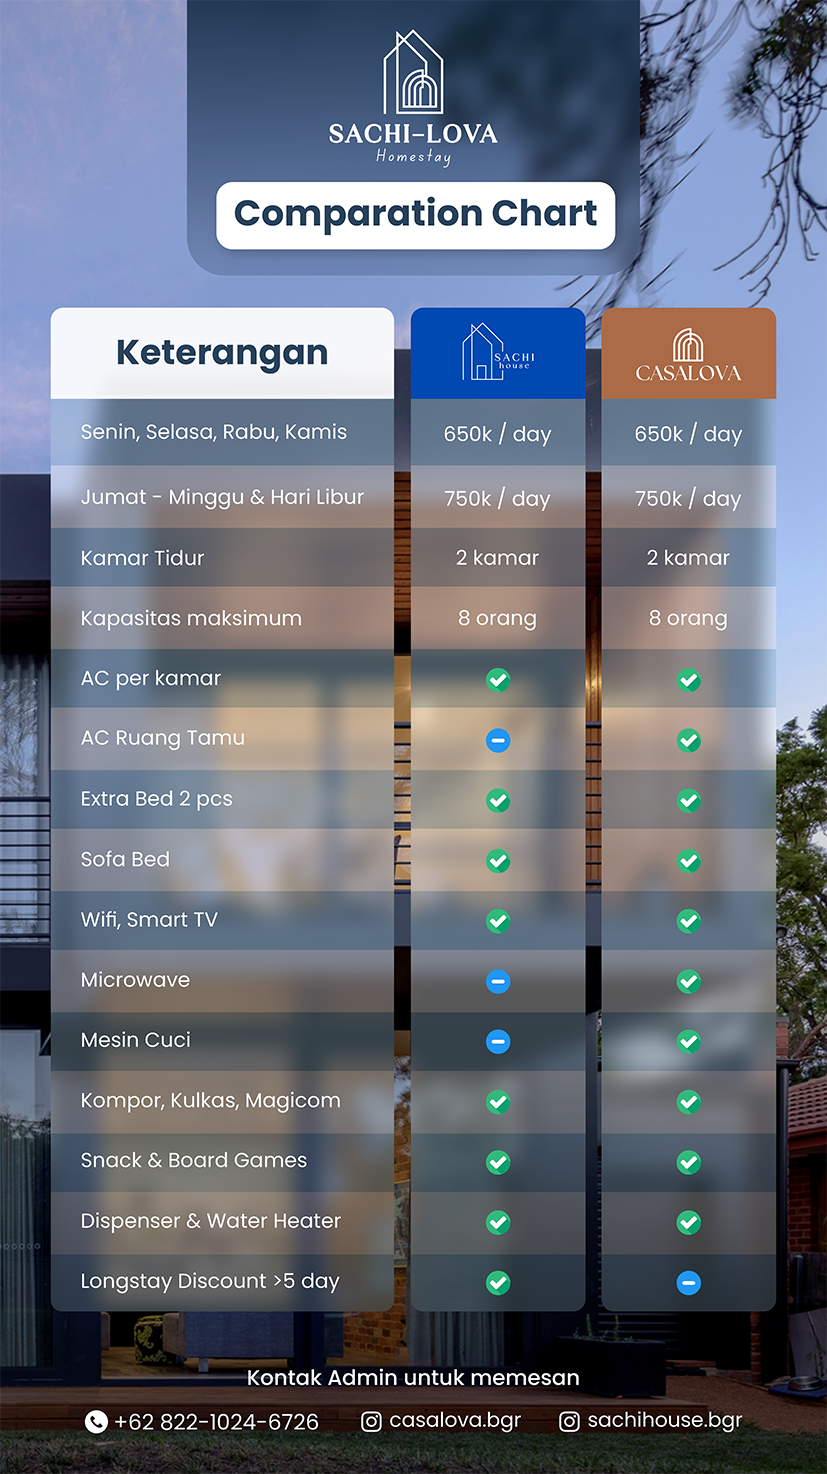 SACHI-LOVA
Homestay
Comparation Chart
Keterangan
SACHI
house
CASALOVA
Senin, Selasa, Rabu, Kamis 650k / day 650k / day
Jumat - Minggu & Hari Libur 750k / day 750k / day
Kamar Tidur 2 kamar 2 kamar
Kapasitas maksimum 8 orang 8 orang
AC per kamar
AC Ruang Tamu
Extra Bed 2 pcs
Sofa Bed
Wifi, Smart TV
Microwave
Mesin Cuci
Kompor, Kulkas, Magicom
Snack & Board Games
Dispenser & Water Heater
Longstay Discount >5 day
Kontak Admin untuk memesan
+62 822-1024-6726 casalova.bgr sachihouse.bgr